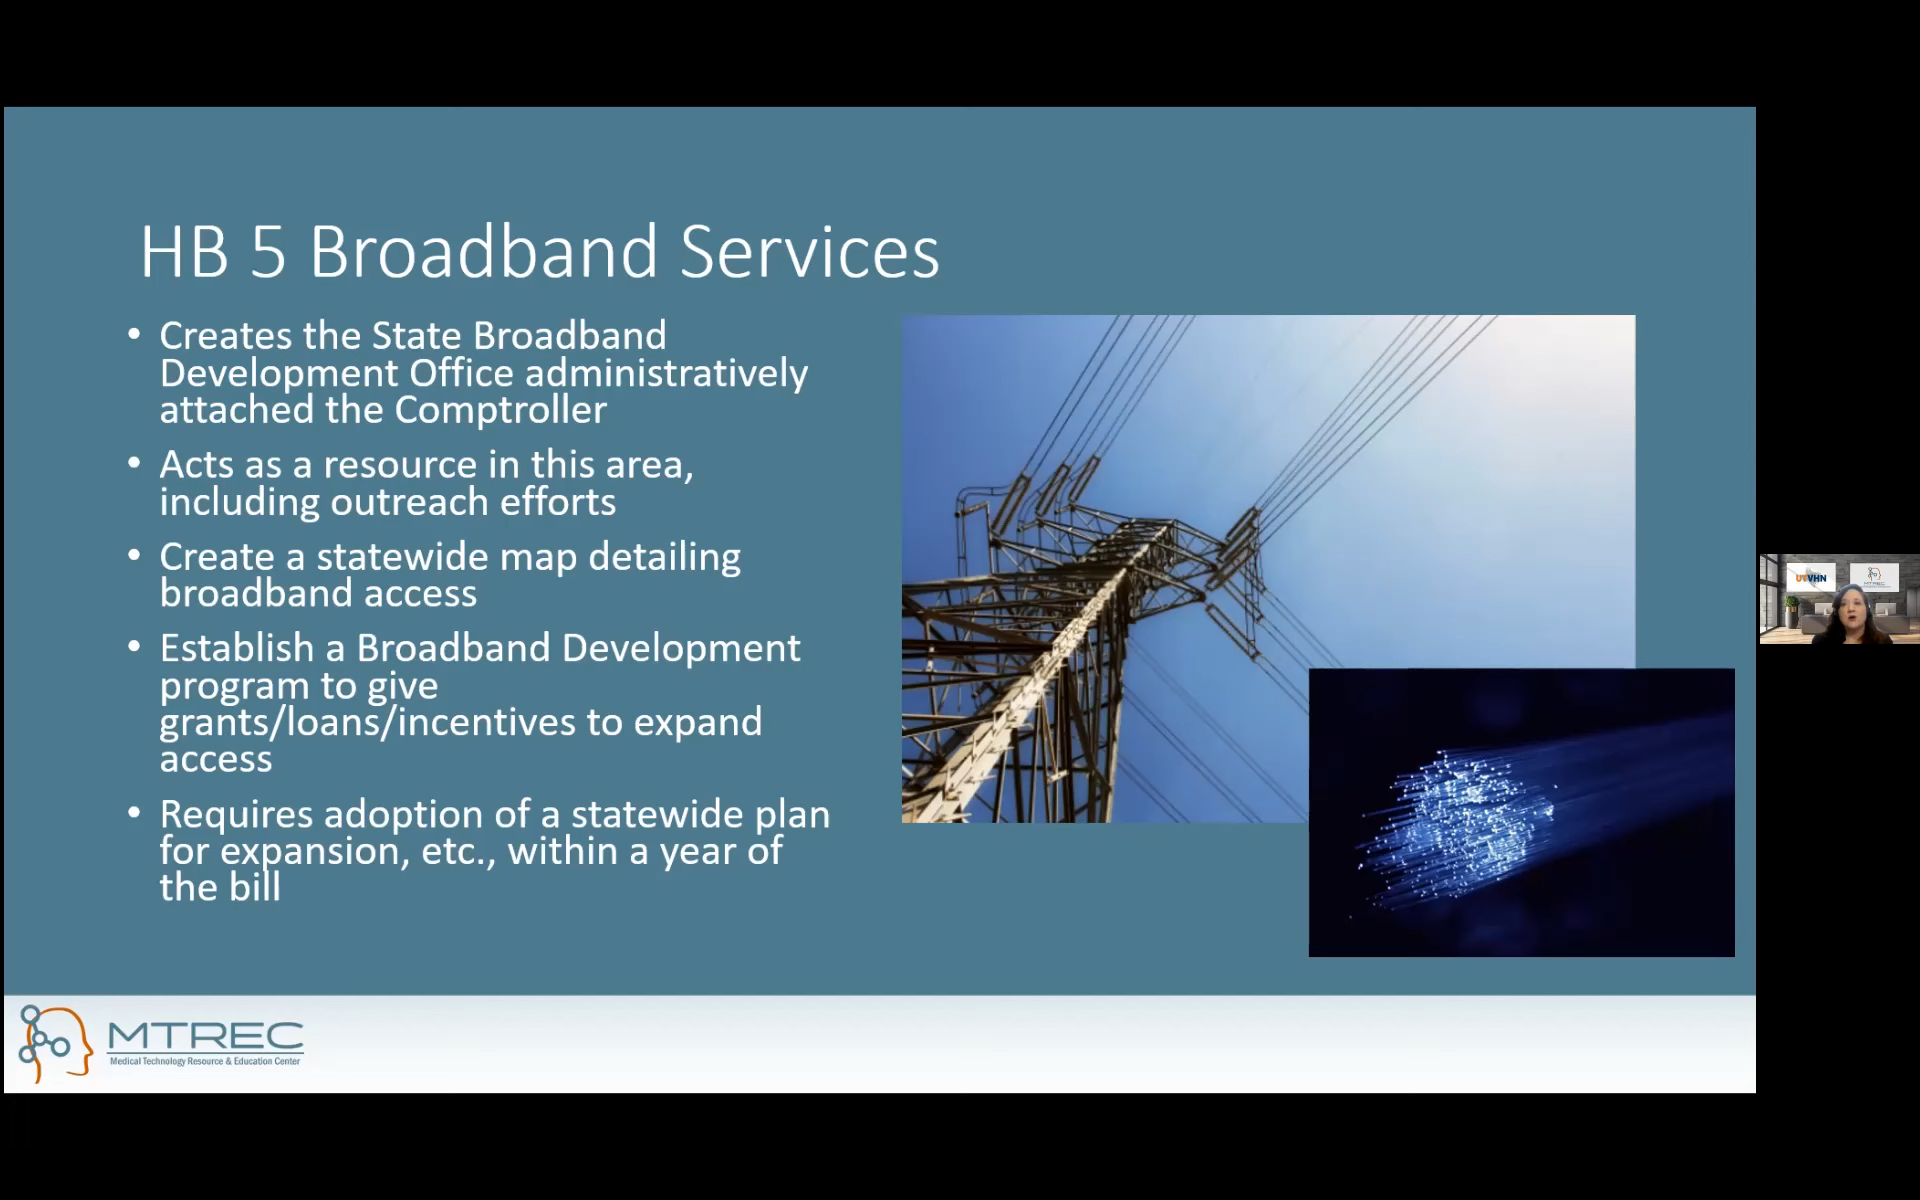 HB 5 Broadband Services
• Creates the State Broadband
Development Office administratively
attached the Comptroller
• Acts as a resource in this area,
including outreach efforts
• Create a statewide map detailing
broadband access
• Establish a Broadband Development
program to give
grants/loans/incentives to expand
access
• Requires adoption of a statewide plan
for expansion, etc., within a year of
the bill
MTREC
Medical Technology Resource & Education Center
UTVHN
MTREC